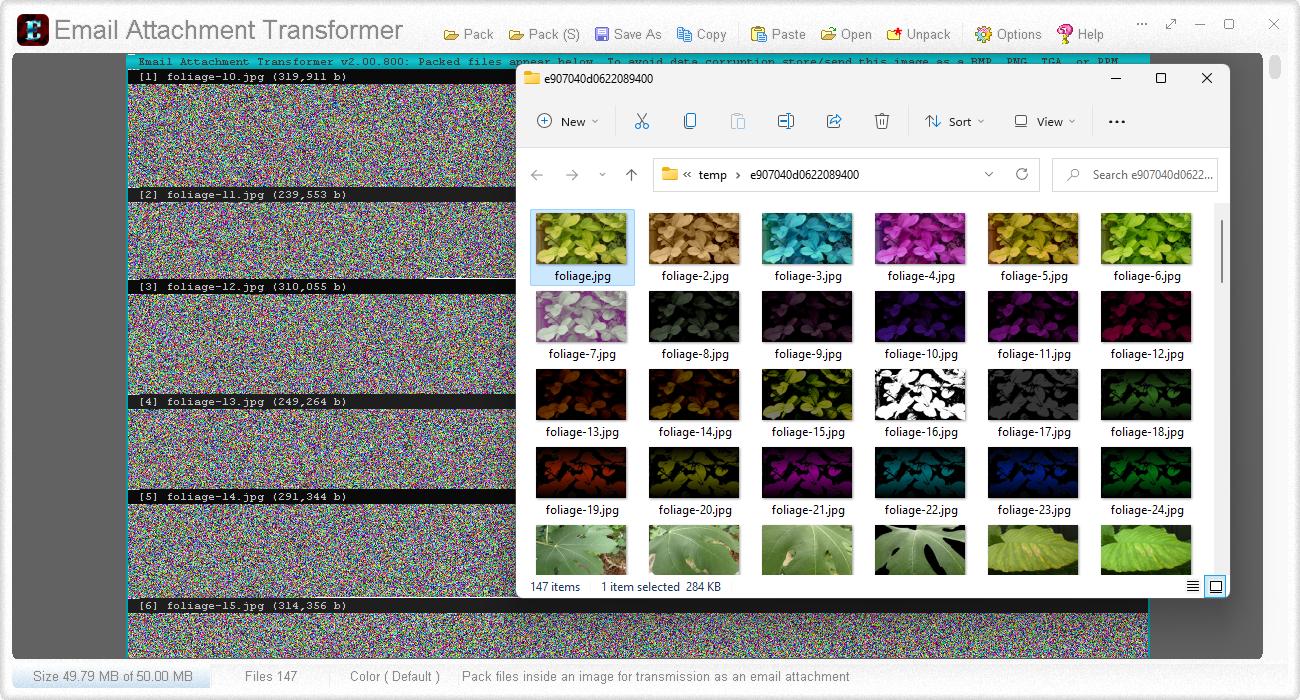 Email Attachment Transformer
Pack Pack (S) Save As Copy Paste Open Unpack Options Help
Email Attachment Transformer v2.00.800: Packed files appear below. To avoid data corruption store/send this image as a BMP, PNG, TGA, or PPM
[1] foliage-10.jpg (319,911 b)
[2] foliage-11.jpg (239,553 b)
[3] foliage-12.jpg (310,055 b)
[4] foliage-13.jpg (249,264 b)
[5] foliage-14.jpg (291,344 b)
[6] foliage-15.jpg (314,356 b)
e907040d0622089400
New Sort View
« temp › e907040d0622089400 Search e907040d0622...
foliage.jpg foliage-2.jpg foliage-3.jpg foliage-4.jpg foliage-5.jpg foliage-6.jpg
foliage-7.jpg foliage-8.jpg foliage-9.jpg foliage-10.jpg foliage-11.jpg foliage-12.jpg
foliage-13.jpg foliage-14.jpg foliage-15.jpg foliage-16.jpg foliage-17.jpg foliage-18.jpg
foliage-19.jpg foliage-20.jpg foliage-21.jpg foliage-22.jpg foliage-23.jpg foliage-24.jpg
147 items 1 item selected 284 KB
Size 49.79 MB of 50.00 MB Files 147 Color ( Default ) Pack files inside an image for transmission as an email attachment